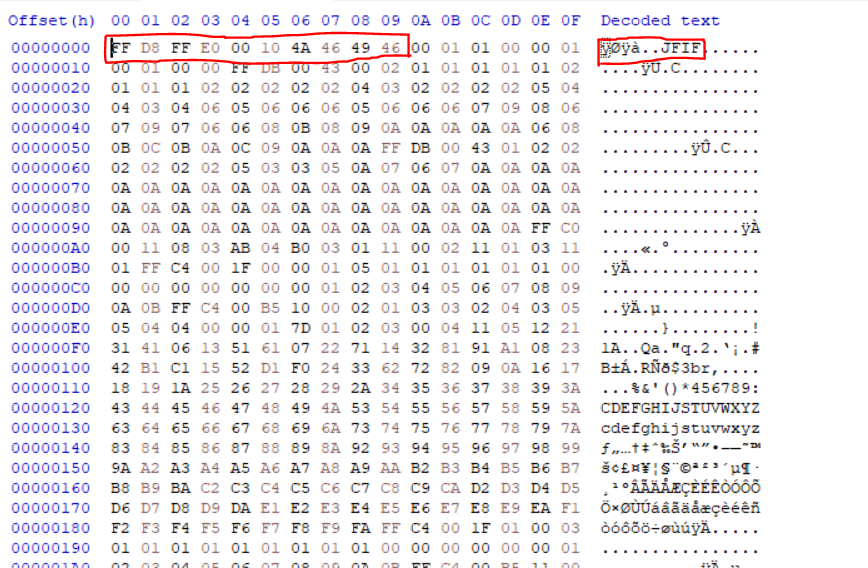 Offset(h) 00 01 02 03 04 05 06 07 08 09 0A 0B 0C 0D 0E 0F Decoded text
00000000 FF D8 FF E0 00 10 4A 46 49 46 00 01 01 00 00 01 ÿØÿà..JFIF......
00000010 00 01 00 00 FF DB 00 43 00 02 01 01 01 01 01 02 ....ÿÛ.C........
00000020 01 01 01 02 02 02 02 02 04 03 02 02 02 02 05 04 ................
00000030 04 03 04 06 05 06 06 06 05 06 06 06 07 09 08 06 ................
00000040 07 09 07 06 06 08 0B 08 09 0A 0A 0A 0A 0A 06 08 ................
00000050 0B 0C 0B 0A 0C 09 0A 0A 0A FF DB 00 43 01 02 02 .........ÿÛ.C...
00000060 02 02 02 02 05 03 03 05 0A 07 06 07 0A 0A 0A 0A ................
00000070 0A 0A 0A 0A 0A 0A 0A 0A 0A 0A 0A 0A 0A 0A 0A 0A ................
00000080 0A 0A 0A 0A 0A 0A 0A 0A 0A 0A 0A 0A 0A 0A 0A 0A ................
00000090 0A 0A 0A 0A 0A 0A 0A 0A 0A 0A 0A 0A 0A 0A FF C0 ..............ÿÀ
000000A0 00 11 08 03 AB 04 B0 03 01 11 00 02 11 01 03 11 ....«.°.........
000000B0 01 FF C4 00 1F 00 00 01 05 01 01 01 01 01 01 00 .ÿÄ.............
000000C0 00 00 00 00 00 00 00 01 02 03 04 05 06 07 08 09 ................
000000D0 0A 0B FF C4 00 B5 10 00 02 01 03 03 02 04 03 05 ..ÿÄ.µ..........
000000E0 05 04 04 00 00 01 7D 01 02 03 00 04 11 05 12 21 ......}........!
000000F0 31 41 06 13 51 61 07 22 71 14 32 81 91 A1 08 23 1A..Qa."q.2.‘¡.#
00000100 42 B1 C1 15 52 D1 F0 24 33 62 72 82 09 0A 16 17 B±Á.RÑð$3br‚....
00000110 18 19 1A 25 26 27 28 29 2A 34 35 36 37 38 39 3A ...%&'()*456789:
00000120 43 44 45 46 47 48 49 4A 53 54 55 56 57 58 59 5A CDEFGHIJSTUVWXYZ
00000130 63 64 65 66 67 68 69 6A 73 74 75 76 77 78 79 7A cdefghijstuvwxyz
00000140 83 84 85 86 87 88 89 8A 92 93 94 95 96 97 98 99 ƒ„…†‡ˆ‰Š’“”•–—˜™
00000150 9A A2 A3 A4 A5 A6 A7 A8 A9 AA B2 B3 B4 B5 B6 B7 š¢£¤¥¦§¨©ª²³´µ¶·
00000160 B8 B9 BA C2 C3 C4 C5 C6 C7 C8 C9 CA D2 D3 D4 D5 ¸¹ºÂÃÄÅÆÇÈÉÊÒÓÔÕ
00000170 D6 D7 D8 D9 DA E1 E2 E3 E4 E5 E6 E7 E8 E9 EA F1 Ö×ØÙÚáâãäåæçèéêñ
00000180 F2 F3 F4 F5 F6 F7 F8 F9 FA FF C4 00 1F 01 00 03 òóôõö÷øùúÿÄ.....
00000190 01 01 01 01 01 01 01 01 01 00 00 00 00 00 00 01 ................